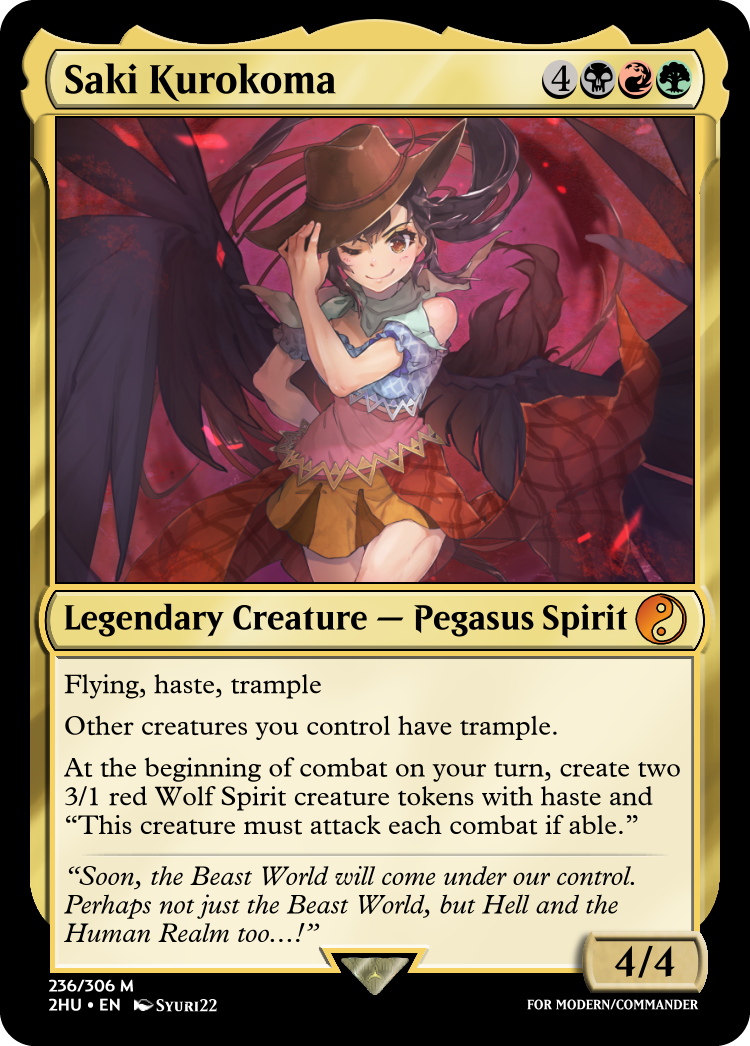 Saki Kurokoma 4
Legendary Creature — Pegasus Spirit
Flying, haste, trample
Other creatures you control have trample.
At the beginning of combat on your turn, create two
3/1 red Wolf Spirit creature tokens with haste and
“This creature must attack each combat if able.”
“Soon, the Beast World will come under our control.
Perhaps not just the Beast World, but Hell and the
Human Realm too...!”
4/4
236/306 M
2HU • EN Syuri22
FOR MODERN/COMMANDER